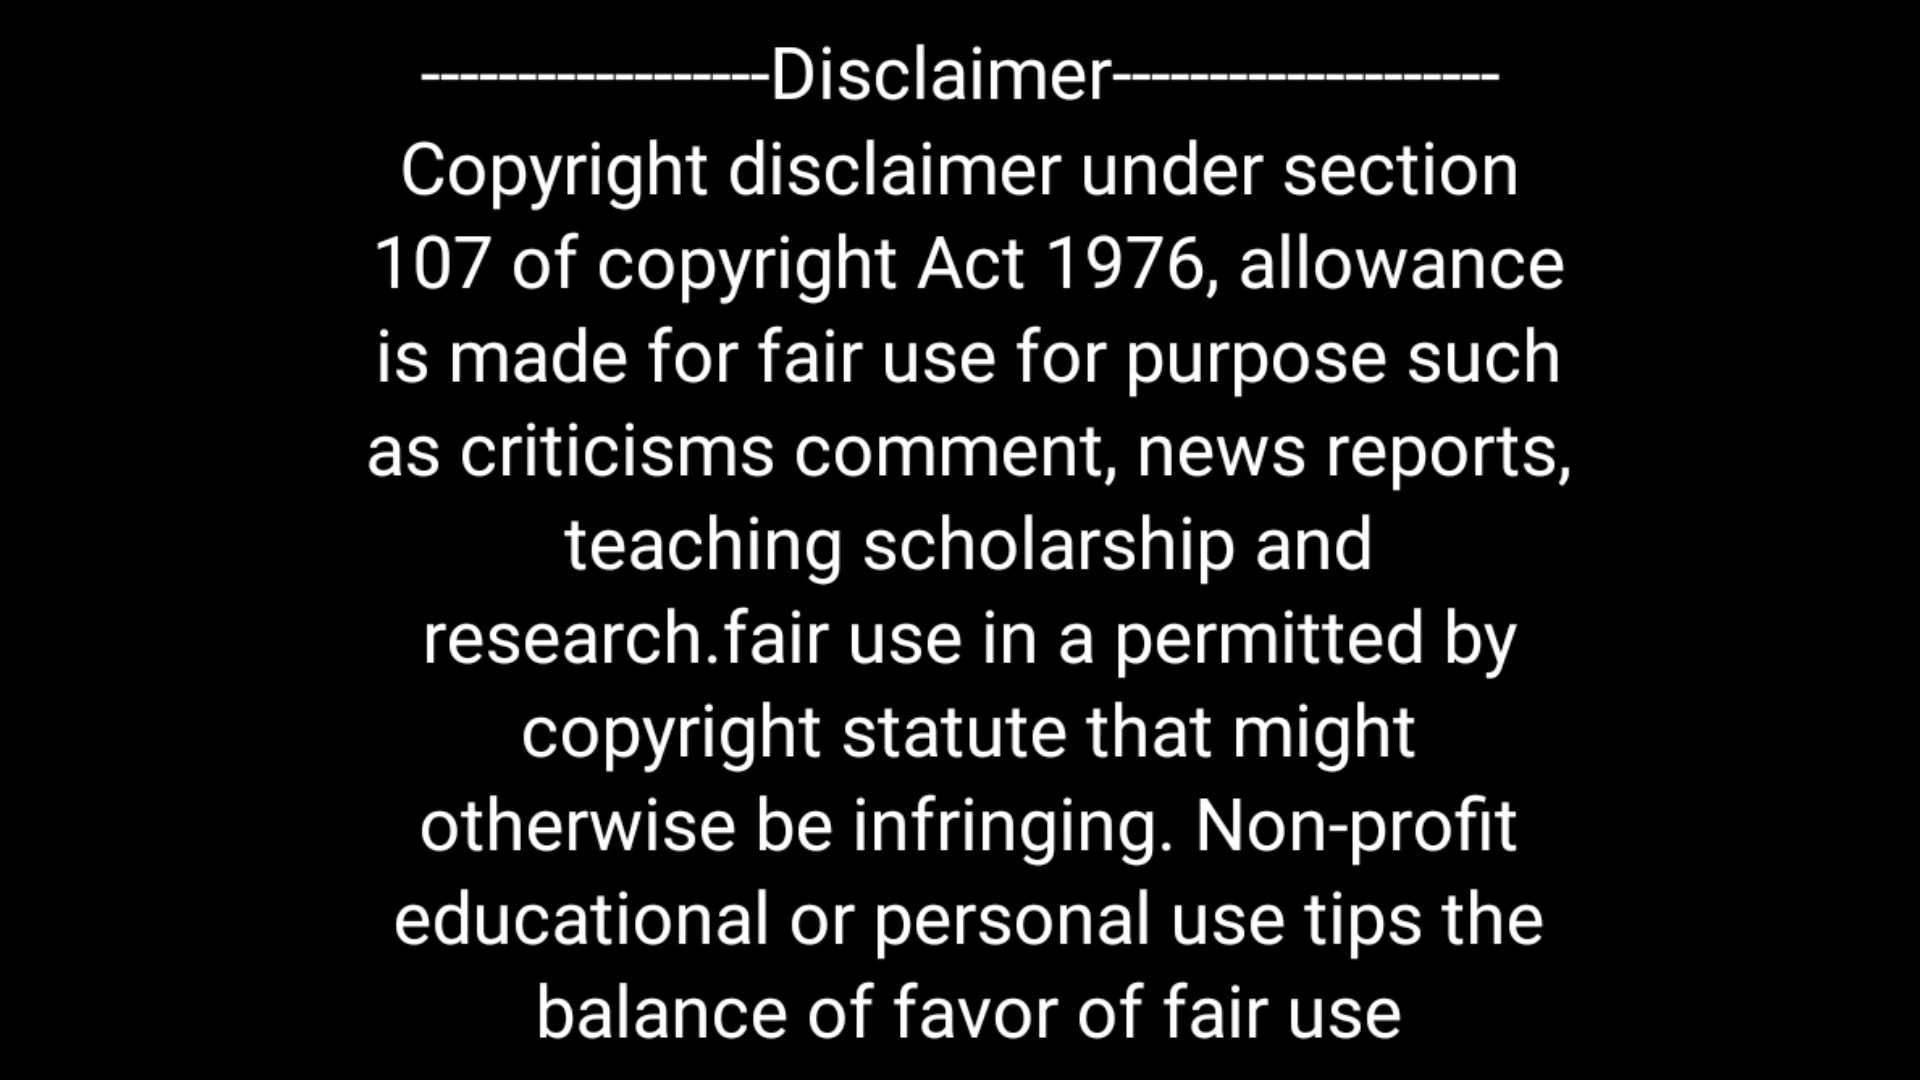 ------------------Disclaimer--------------------
Copyright disclaimer under section
107 of copyright Act 1976, allowance
is made for fair use for purpose such
as criticisms comment, news reports,
teaching scholarship and
research.fair use in a permitted by
copyright statute that might
otherwise be infringing. Non-profit
educational or personal use tips the
balance of favor of fair use